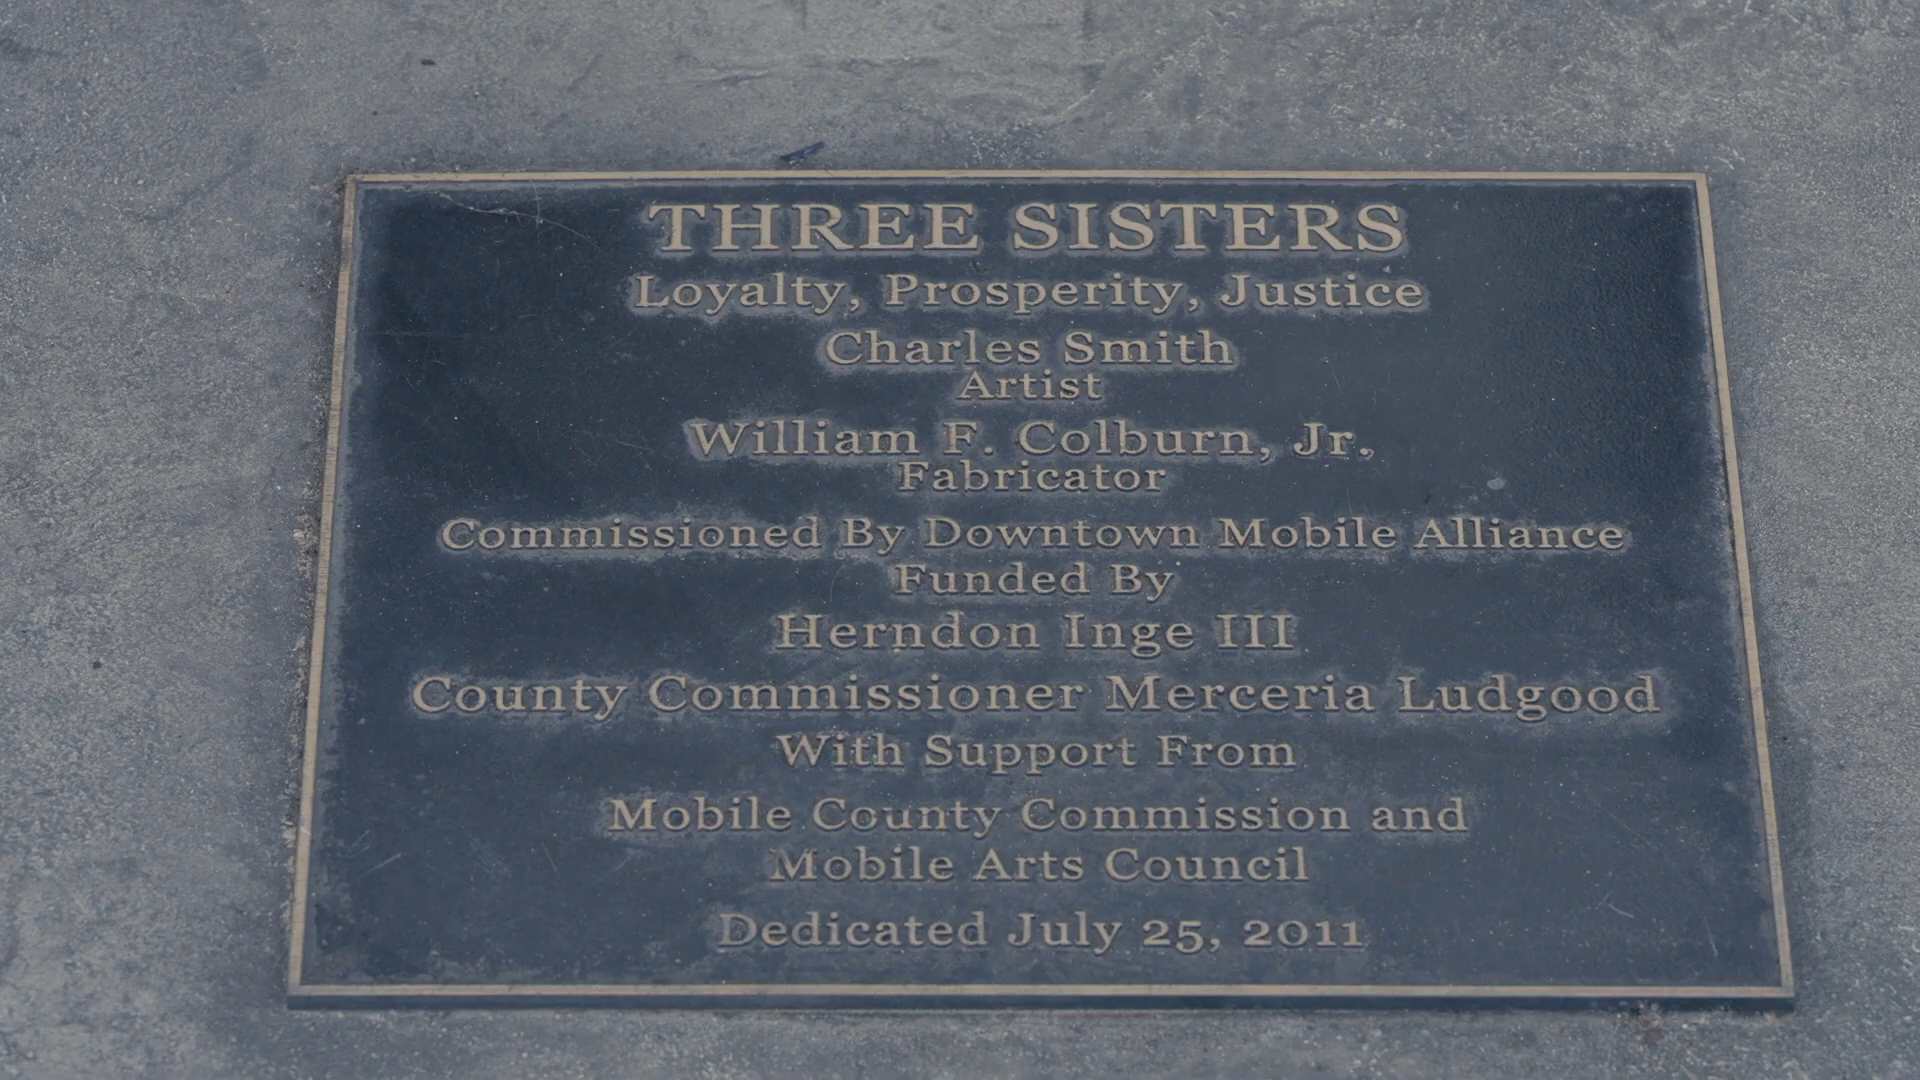 THREE SISTERS
Loyalty, Prosperity, Justice
Charles Smith
Artist
William F. Colburn, Jr.
Fabricator
Commissioned By Downtown Mobile Alliance
Funded By
Herndon Inge III
County Commissioner Merceria Ludgood
With Support From
Mobile County Commission and
Mobile Arts Council
Dedicated July 25, 2011